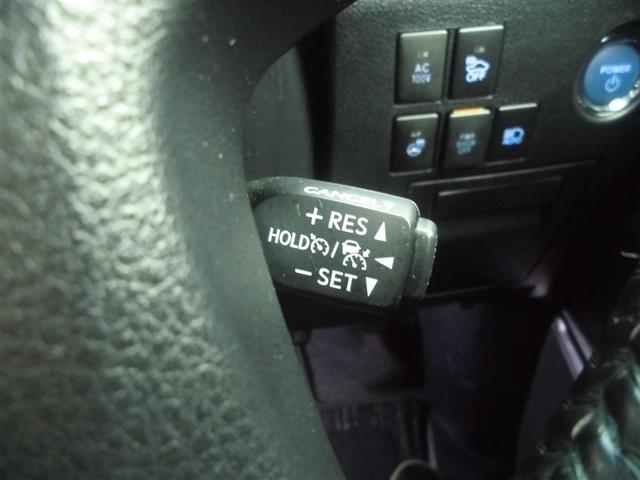 AC
100V
OFF
POWER
CANCEL
+ RES ▲
HOLD / ◀
− SET ▼